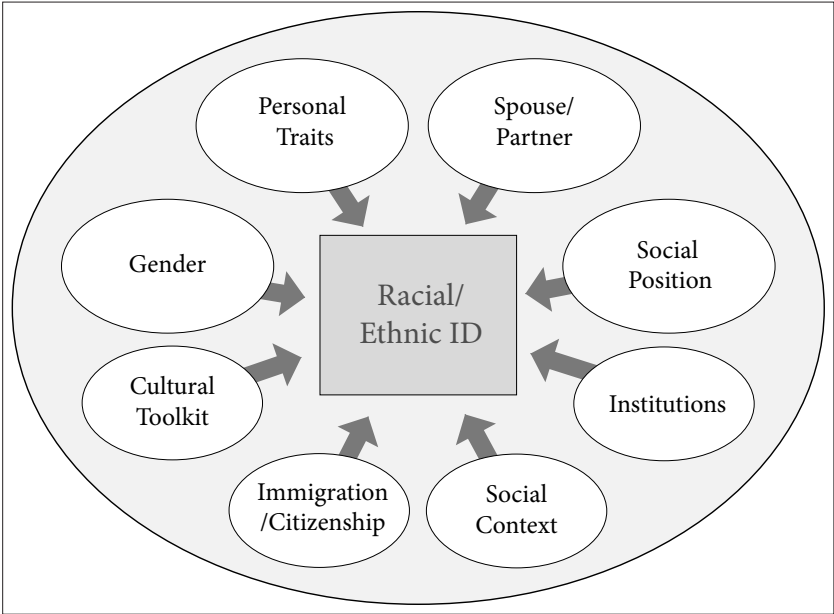 Personal
Traits
Spouse/
Partner
Gender
Social
Position
Racial/
Ethnic ID
Cultural
Toolkit
Institutions
Immigration
/Citizenship
Social
Context